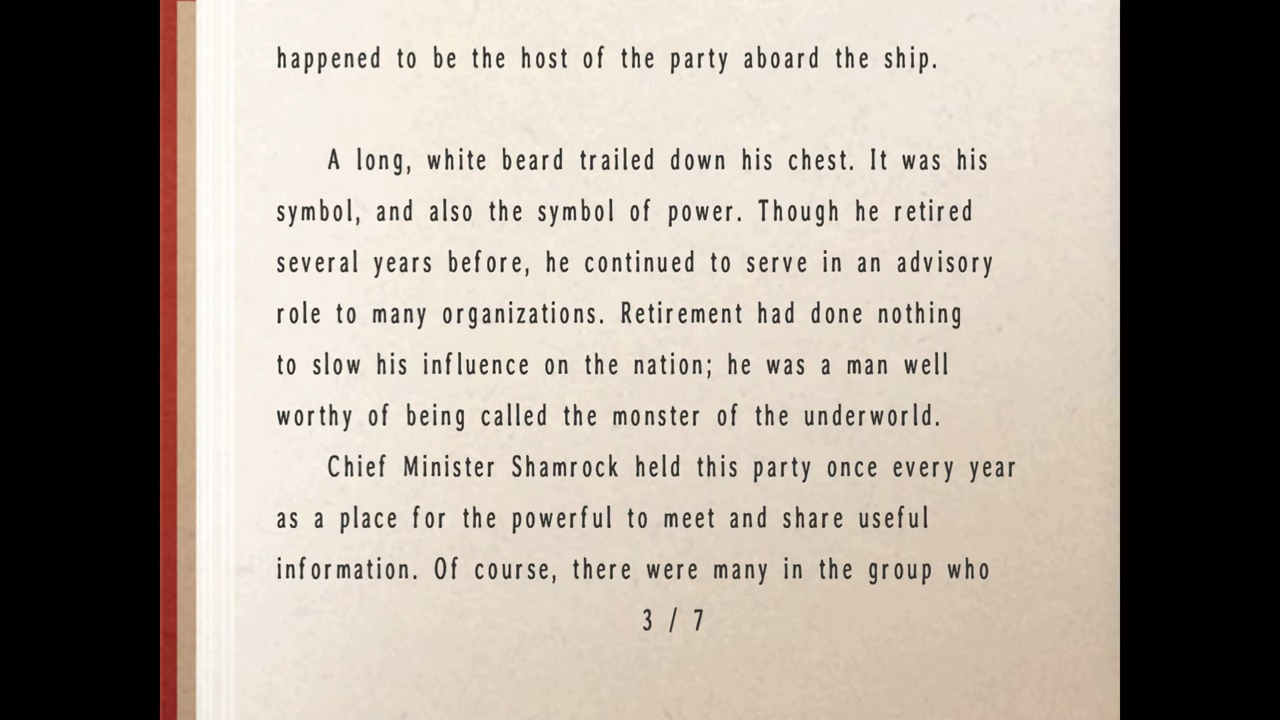 happened to be the host of the party aboard the ship.
A long, white beard trailed down his chest. It was his
symbol, and also the symbol of power. Though he retired
several years before, he continued to serve in an advisory
role to many organizations. Retirement had done nothing
to slow his influence on the nation; he was a man well
worthy of being called the monster of the underworld.
Chief Minister Shamrock held this party once every year
as a place for the powerful to meet and share useful
information. Of course, there were many in the group who
3 / 7